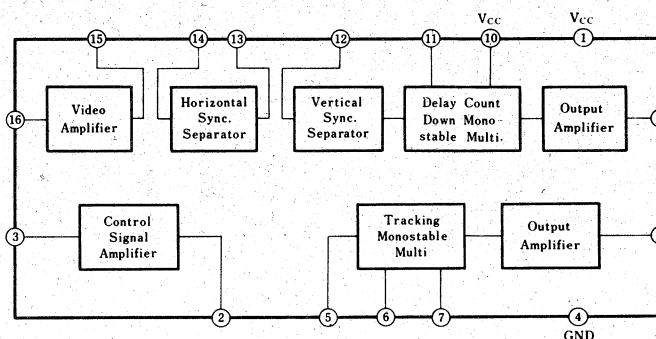 VCC
VCC
15
14
13
12
11
10
1
16
Video
Amplifier
Horizontal
Sync.
Separator
Vertical
Sync.
Separator
Delay Count
Down Mono-
stable Multi.
Output
Amplifier
3
Control
Signal
Amplifier
Tracking
Monostable
Multi
Output
Amplifier
2
5
6
7
4
GND